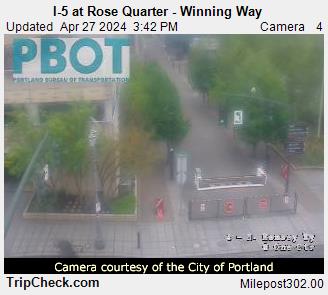 I-5 at Rose Quarter - Winning Way
Updated Apr 27 2024 3:42 PM Camera 4
PBOT
PORTLAND BUREAU OF TRANSPORTATION
Camera courtesy of the City of Portland
TripCheck.com Milepost302.00